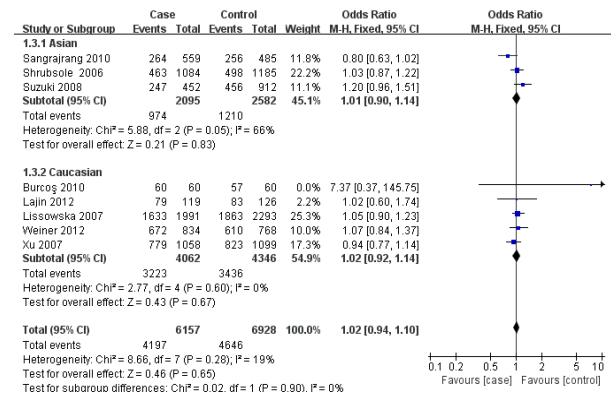 Case Control Odds Ratio Odds Ratio
Study or Subgroup Events Total Events Total Weight M-H, Fixed, 95% CI M-H, Fixed, 95% CI
1.3.1 Asian
Sangrajrang 2010 264 559 256 485 11.8% 0.80 [0.63, 1.02]
Shrubsole 2006 463 1084 498 1185 22.2% 1.03 [0.87, 1.22]
Suzuki 2008 247 452 456 912 11.1% 1.20 [0.96, 1.51]
Subtotal (95% CI) 2095 2582 45.1% 1.01 [0.90, 1.14]
Total events 974 1210
Heterogeneity: Chi² = 5.88, df = 2 (P = 0.05); I² = 66%
Test for overall effect: Z = 0.21 (P = 0.83)
1.3.2 Caucasian
Burcoş 2010 60 60 57 60 0.0% 7.37 [0.37, 145.75]
Lajin 2012 79 119 83 126 2.2% 1.02 [0.60, 1.74]
Lissowska 2007 1633 1991 1863 2293 25.3% 1.05 [0.90, 1.23]
Weiner 2012 672 834 610 768 10.0% 1.07 [0.84, 1.37]
Xu 2007 779 1058 823 1099 17.3% 0.94 [0.77, 1.14]
Subtotal (95% CI) 4062 4346 54.9% 1.02 [0.92, 1.14]
Total events 3223 3436
Heterogeneity: Chi² = 2.77, df = 4 (P = 0.60); I² = 0%
Test for overall effect: Z = 0.43 (P = 0.67)
Total (95% CI) 6157 6928 100.0% 1.02 [0.94, 1.10]
Total events 4197 4646
Heterogeneity: Chi² = 8.66, df = 7 (P = 0.28); I² = 19%
Test for overall effect: Z = 0.46 (P = 0.65)
Test for subgroup differences: Chi² = 0.02, df = 1 (P = 0.90), I² = 0%
0.1 0.2 0.5 1 2 5 10
Favours [case] Favours [control]